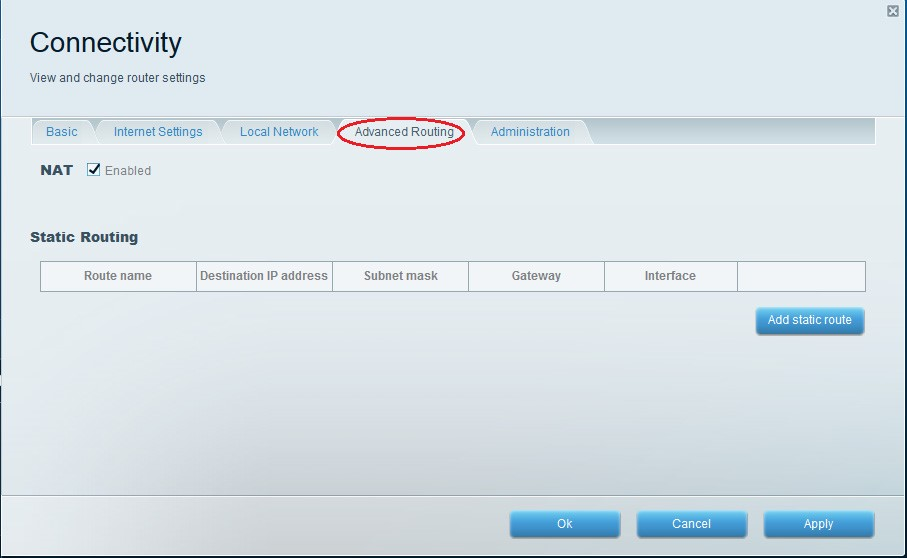 Connectivity
View and change router settings
Basic Internet Settings Local Network Advanced Routing Administration
NAT Enabled
Static Routing
Route name Destination IP address Subnet mask Gateway Interface
Add static route
Ok Cancel Apply